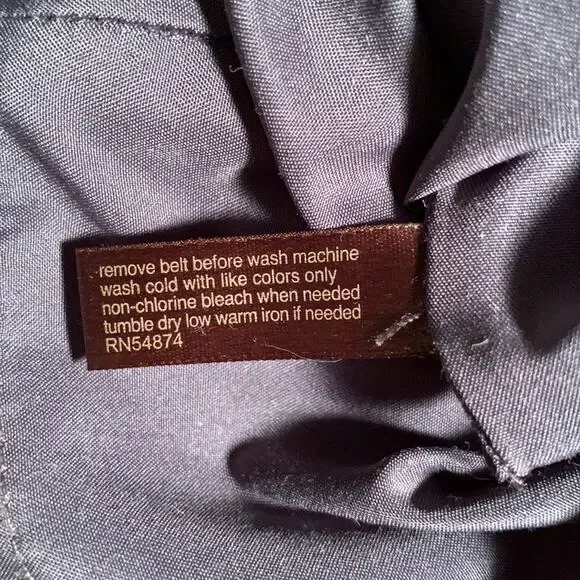 remove belt before wash machine
wash cold with like colors only
non-chlorine bleach when needed
tumble dry low warm iron if needed
RN54874